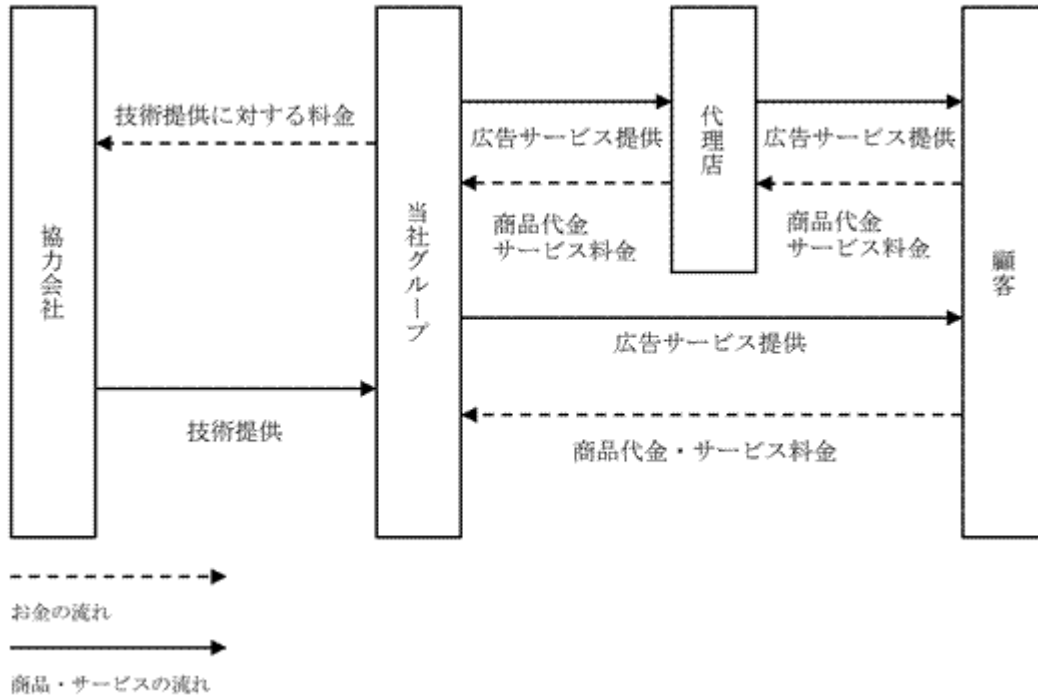 技術提供に対する料金
広告サービス提供
代理店
広告サービス提供
商品代金
サービス料金
商品代金
サービス料金
協力会社
当社グループ
顧客
広告サービス提供
技術提供
商品代金・サービス料金
お金の流れ
商品・サービスの流れ